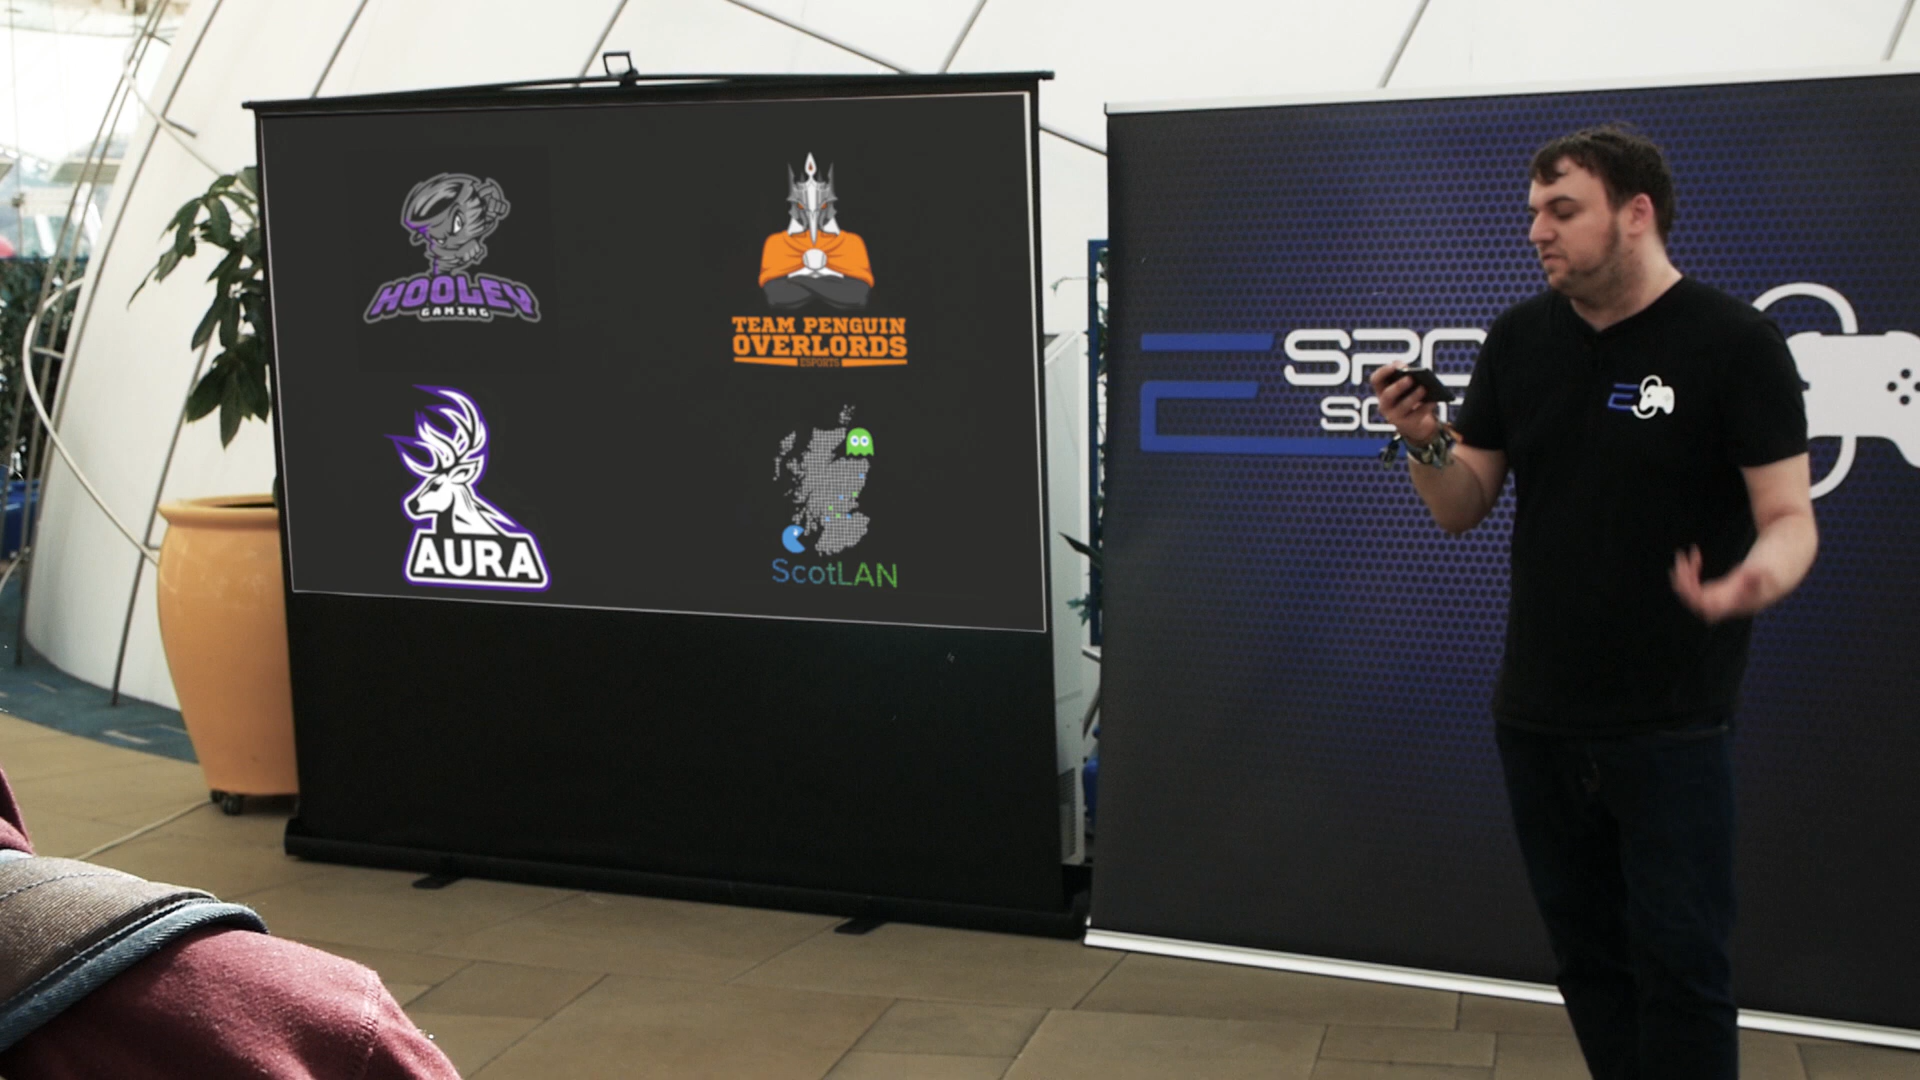 HOOLEY
GAMING
TEAM PENGUIN
OVERLORDS
ESPORTS
AURA
ScotLAN